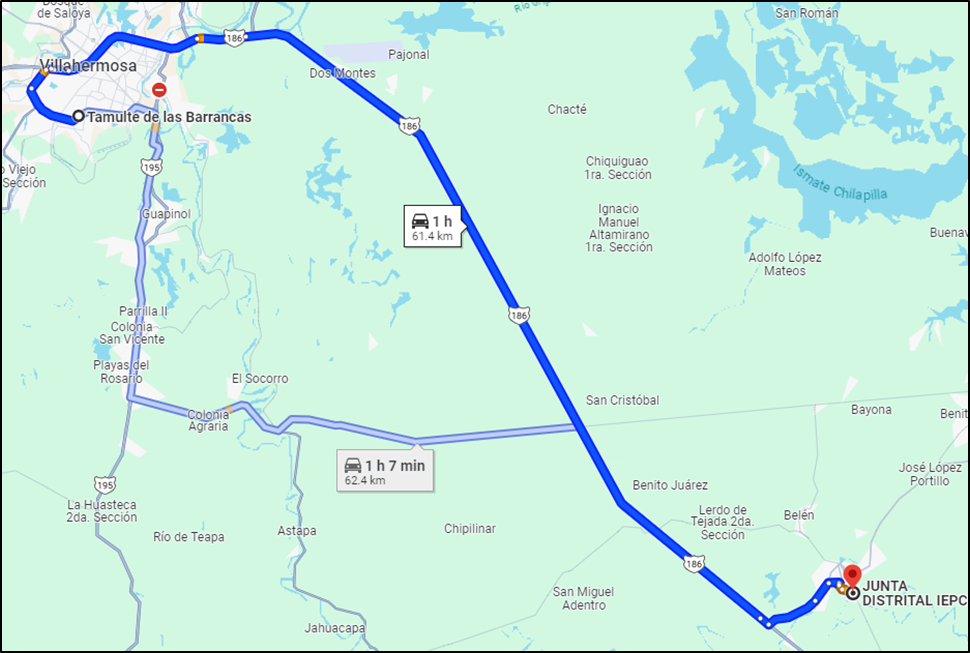 Bosque
de Saloya
Río Grij
San Román
186
Villahermosa
Pajonal
Dos Montes
Tamulté de las Barrancas
Chacté
186
o Viejo
Sección
195
Chiquiguao
1ra. Sección
Ismate Chilapilla
Guapinol
1 h
61.4 km
Ignacio
Manuel
Altamirano
1ra. Sección
Buenav
Adolfo López
Mateos
Parrilla II
Colonia
San Vicente
186
Playas del
Rosario
El Socorro
Colonia
Agraria
San Cristóbal
Bayona
Benit
1 h 7 min
62.4 km
195
La Huasteca
2da. Sección
Benito Juárez
José López
Portillo
Lerdo de
Tejada 2da.
Sección
Belén
Río de Teapa
Astapa
Chipilinar
186
San Miguel
Adentro
JUNTA
DISTRITAL IEPC
Jahuacapa